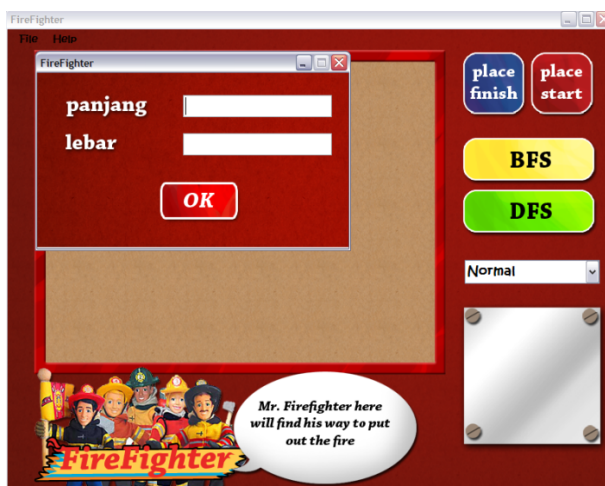 FireFighter
File Help
FireFighter
panjang
lebar
OK
place
finish
place
start
BFS
DFS
Normal
Mr. Firefighter here
will find his way to put
out the fire
FireFighter